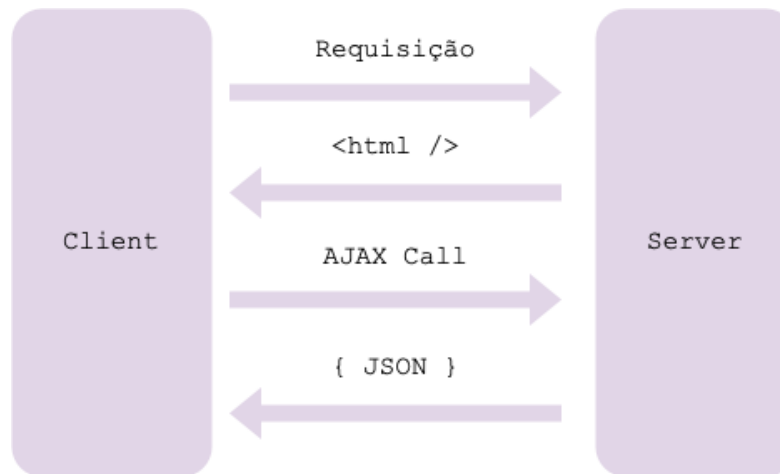 Requisição
<html />
Client
Server
AJAX Call
{ JSON }